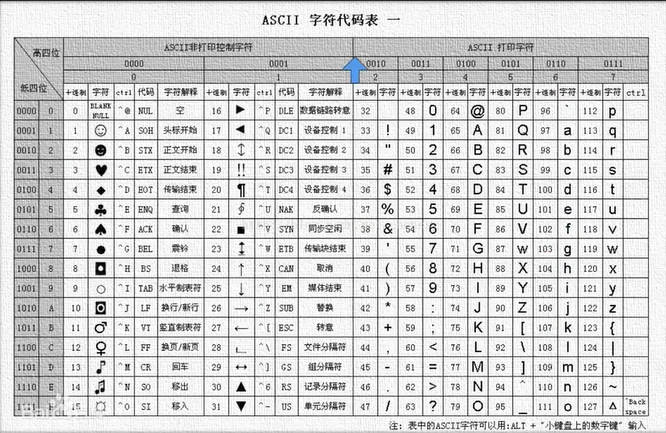 ASCII 字符代码表 一
高四位 ASCII非打印控制字符 ASCII 打印字符
0000 0001 0010 0011 0100 0101 0110 0111
低四位 0 1 2 3 4 5 6 7
十进制 字符 ctrl 代码 字符解释 十进制 字符 ctrl 代码 字符解释 十进制 字符 十进制 字符 十进制 字符 十进制 字符 十进制 字符 十进制 字符 ctrl
0000 0 0 BLANK NULL ^@ NUL 空 16 ► ^P DLE 数据链路转意 32 48 0 64 @ 80 P 96 ` 112 p
0001 1 1 ☺ ^A SOH 头标开始 17 ◄ ^Q DC1 设备控制 1 33 ! 49 1 65 A 81 Q 97 a 113 q
0010 2 2 ☻ ^B STX 正文开始 18 ↕ ^R DC2 设备控制 2 34 " 50 2 66 B 82 R 98 b 114 r
0011 3 3 ♥ ^C ETX 正文结束 19 !! ^S DC3 设备控制 3 35 # 51 3 67 C 83 S 99 c 115 s
0100 4 4 ◆ ^D EOT 传输结束 20 ¶ ^T DC4 设备控制 4 36 $ 52 4 68 D 84 T 100 d 116 t
0101 5 5 ♣ ^E ENQ 查询 21 ∮ ^U NAK 反确认 37 % 53 5 69 E 85 U 101 e 117 u
0110 6 6 ♠ ^F ACK 确认 22 ■ ^V SYN 同步空闲 38 & 54 6 70 F 86 V 102 f 118 v
0111 7 7 ● ^G BEL 震铃 23 ↨ ^W ETB 传输块结束 39 ' 55 7 71 G 87 w 103 g 119 w
1000 8 8 ◘ ^H BS 退格 24 ↑ ^X CAN 取消 40 ( 56 8 72 H 88 X 104 h 120 x
1001 9 9 ○ ^I TAB 水平制表符 25 ↓ ^Y EM 媒体结束 41 ) 57 9 73 I 89 Y 105 i 121 y
1010 A 10 ◙ ^J LF 换行/新行 26 → ^Z SUB 替换 42 * 58 : 74 J 90 Z 106 j 122 z
1011 B 11 ♂ ^K VT 竖直制表符 27 ← ^[ ESC 转意 43 + 59 ; 75 K 91 [ 107 k 123 {
1100 C 12 ♀ ^L FF 换页/新页 28 ∟ ^\ FS 文件分隔符 44 , 60 < 76 L 92 \ 108 l 124 |
1101 D 13 ♪ ^M CR 回车 29 ↔ ^] GS 组分隔符 45 - 61 = 77 M 93 ] 109 m 125 }
1110 E 14 ♫ ^N SO 移出 30 ▲ ^6 RS 记录分隔符 46 . 62 > 78 N 94 ^ 110 n 126 ~
15 ☼ ^O SI 移入 31 ▼ ^- US 单元分隔符 47 / 63 ? 79 O 95 _ 111 o 127 Δ ^Back space
注: 表中的ASCII字符可以用:ALT + "小键盘上的数字键" 输入